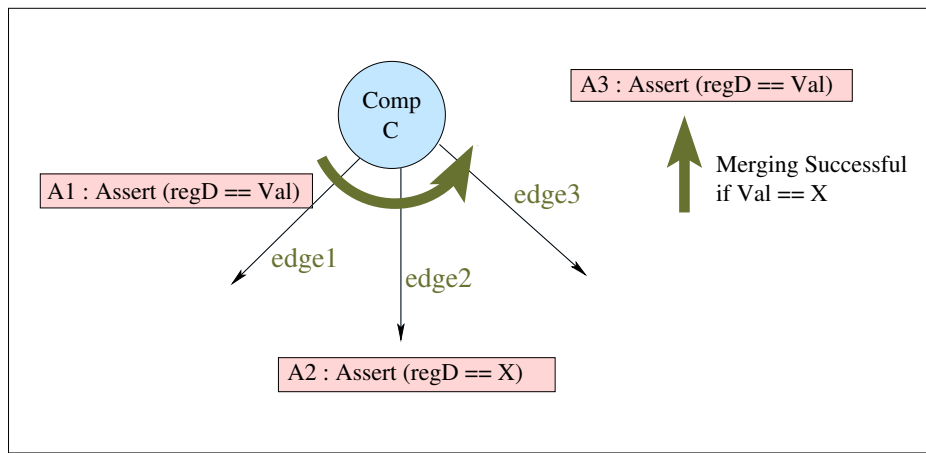 Comp
C
A3 : Assert (regD == Val)
Merging Successful
if Val == X
A1 : Assert (regD == Val)
edge3
edge1
edge2
A2 : Assert (regD == X)